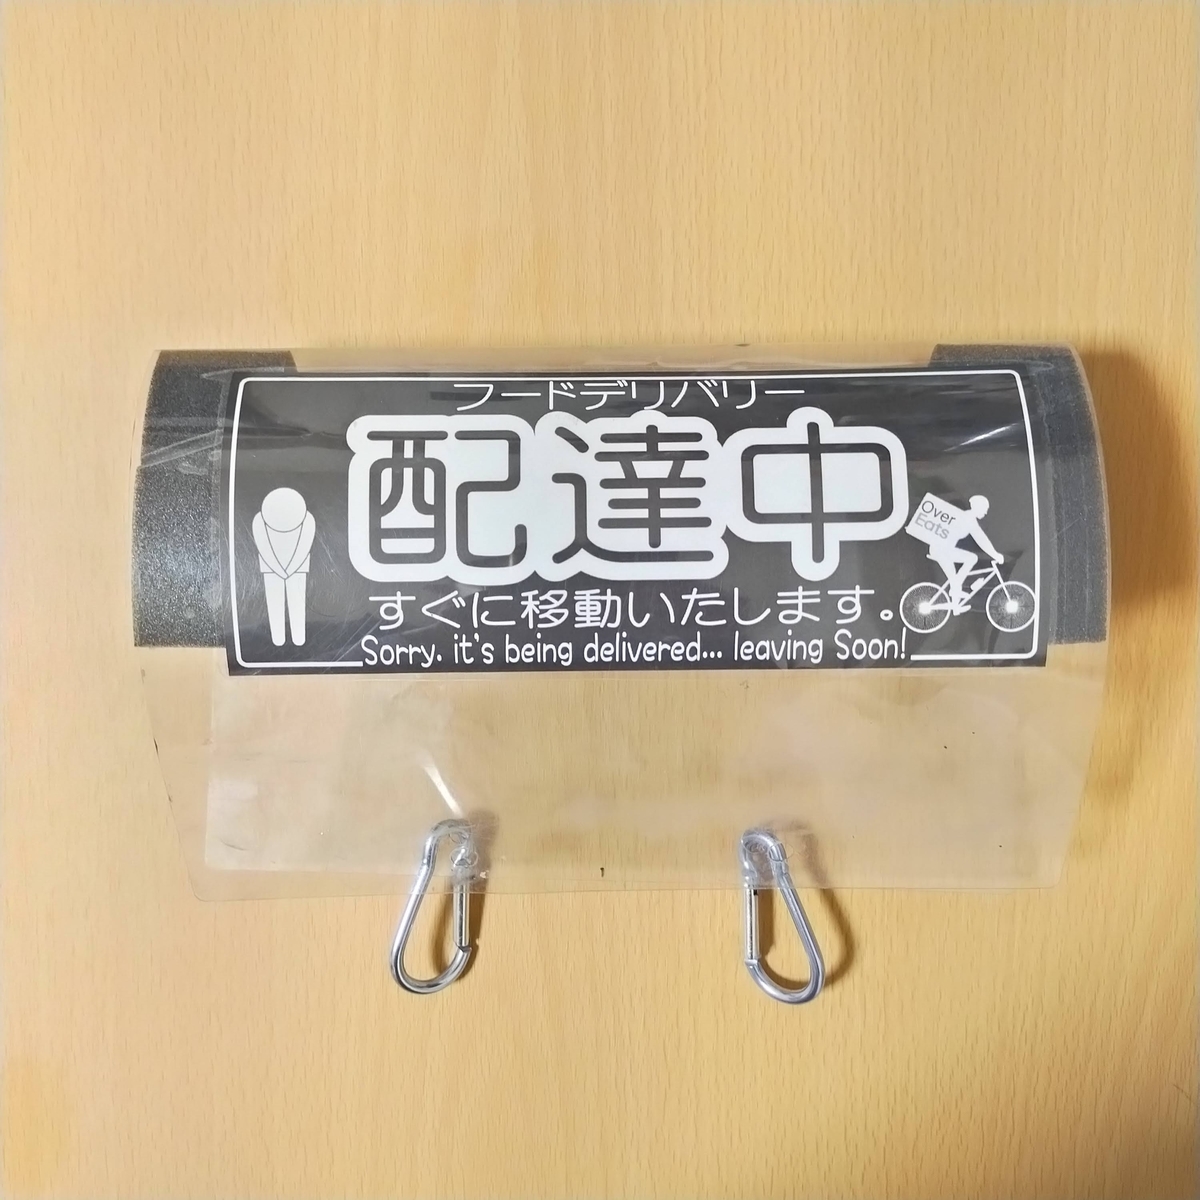 フードデリバリー
配達中
Over
Eats
すぐに移動いたします。
Sorry. it's being delivered... leaving Soon!